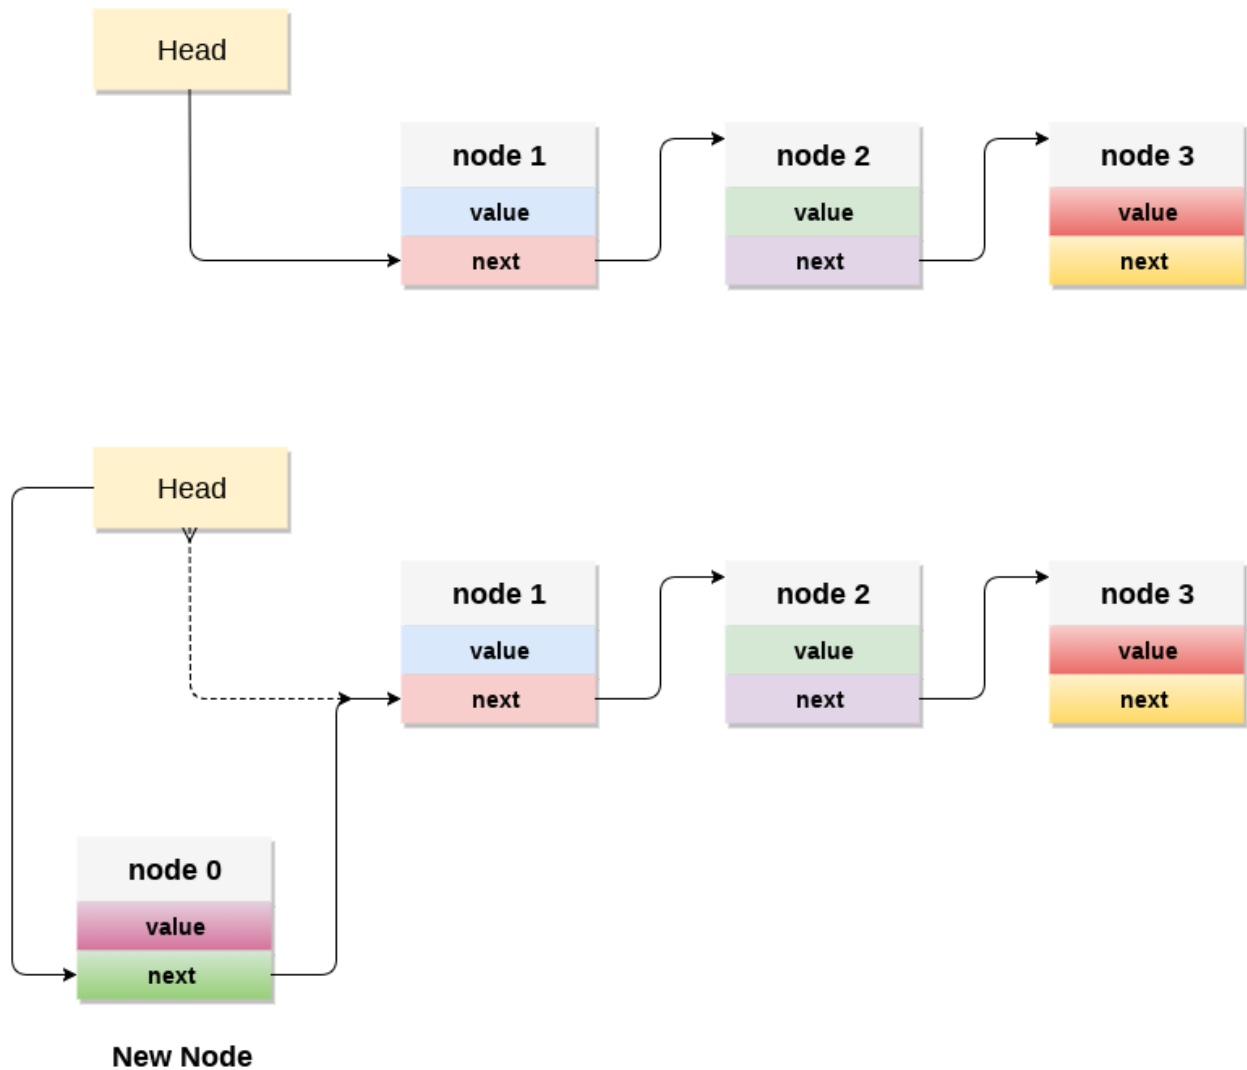 Head
node 1
value
next
node 2
value
next
node 3
value
next
Head
node 1
value
next
node 2
value
next
node 3
value
next
node 0
value
next
New Node